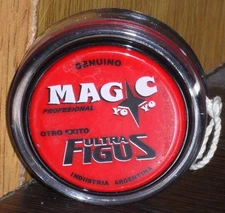 GENUINO
MAGIC
YO YO
PROFESIONAL
OTRO EXITO
ULTRA
FIGUS
INDUSTRIA ARGENTINA